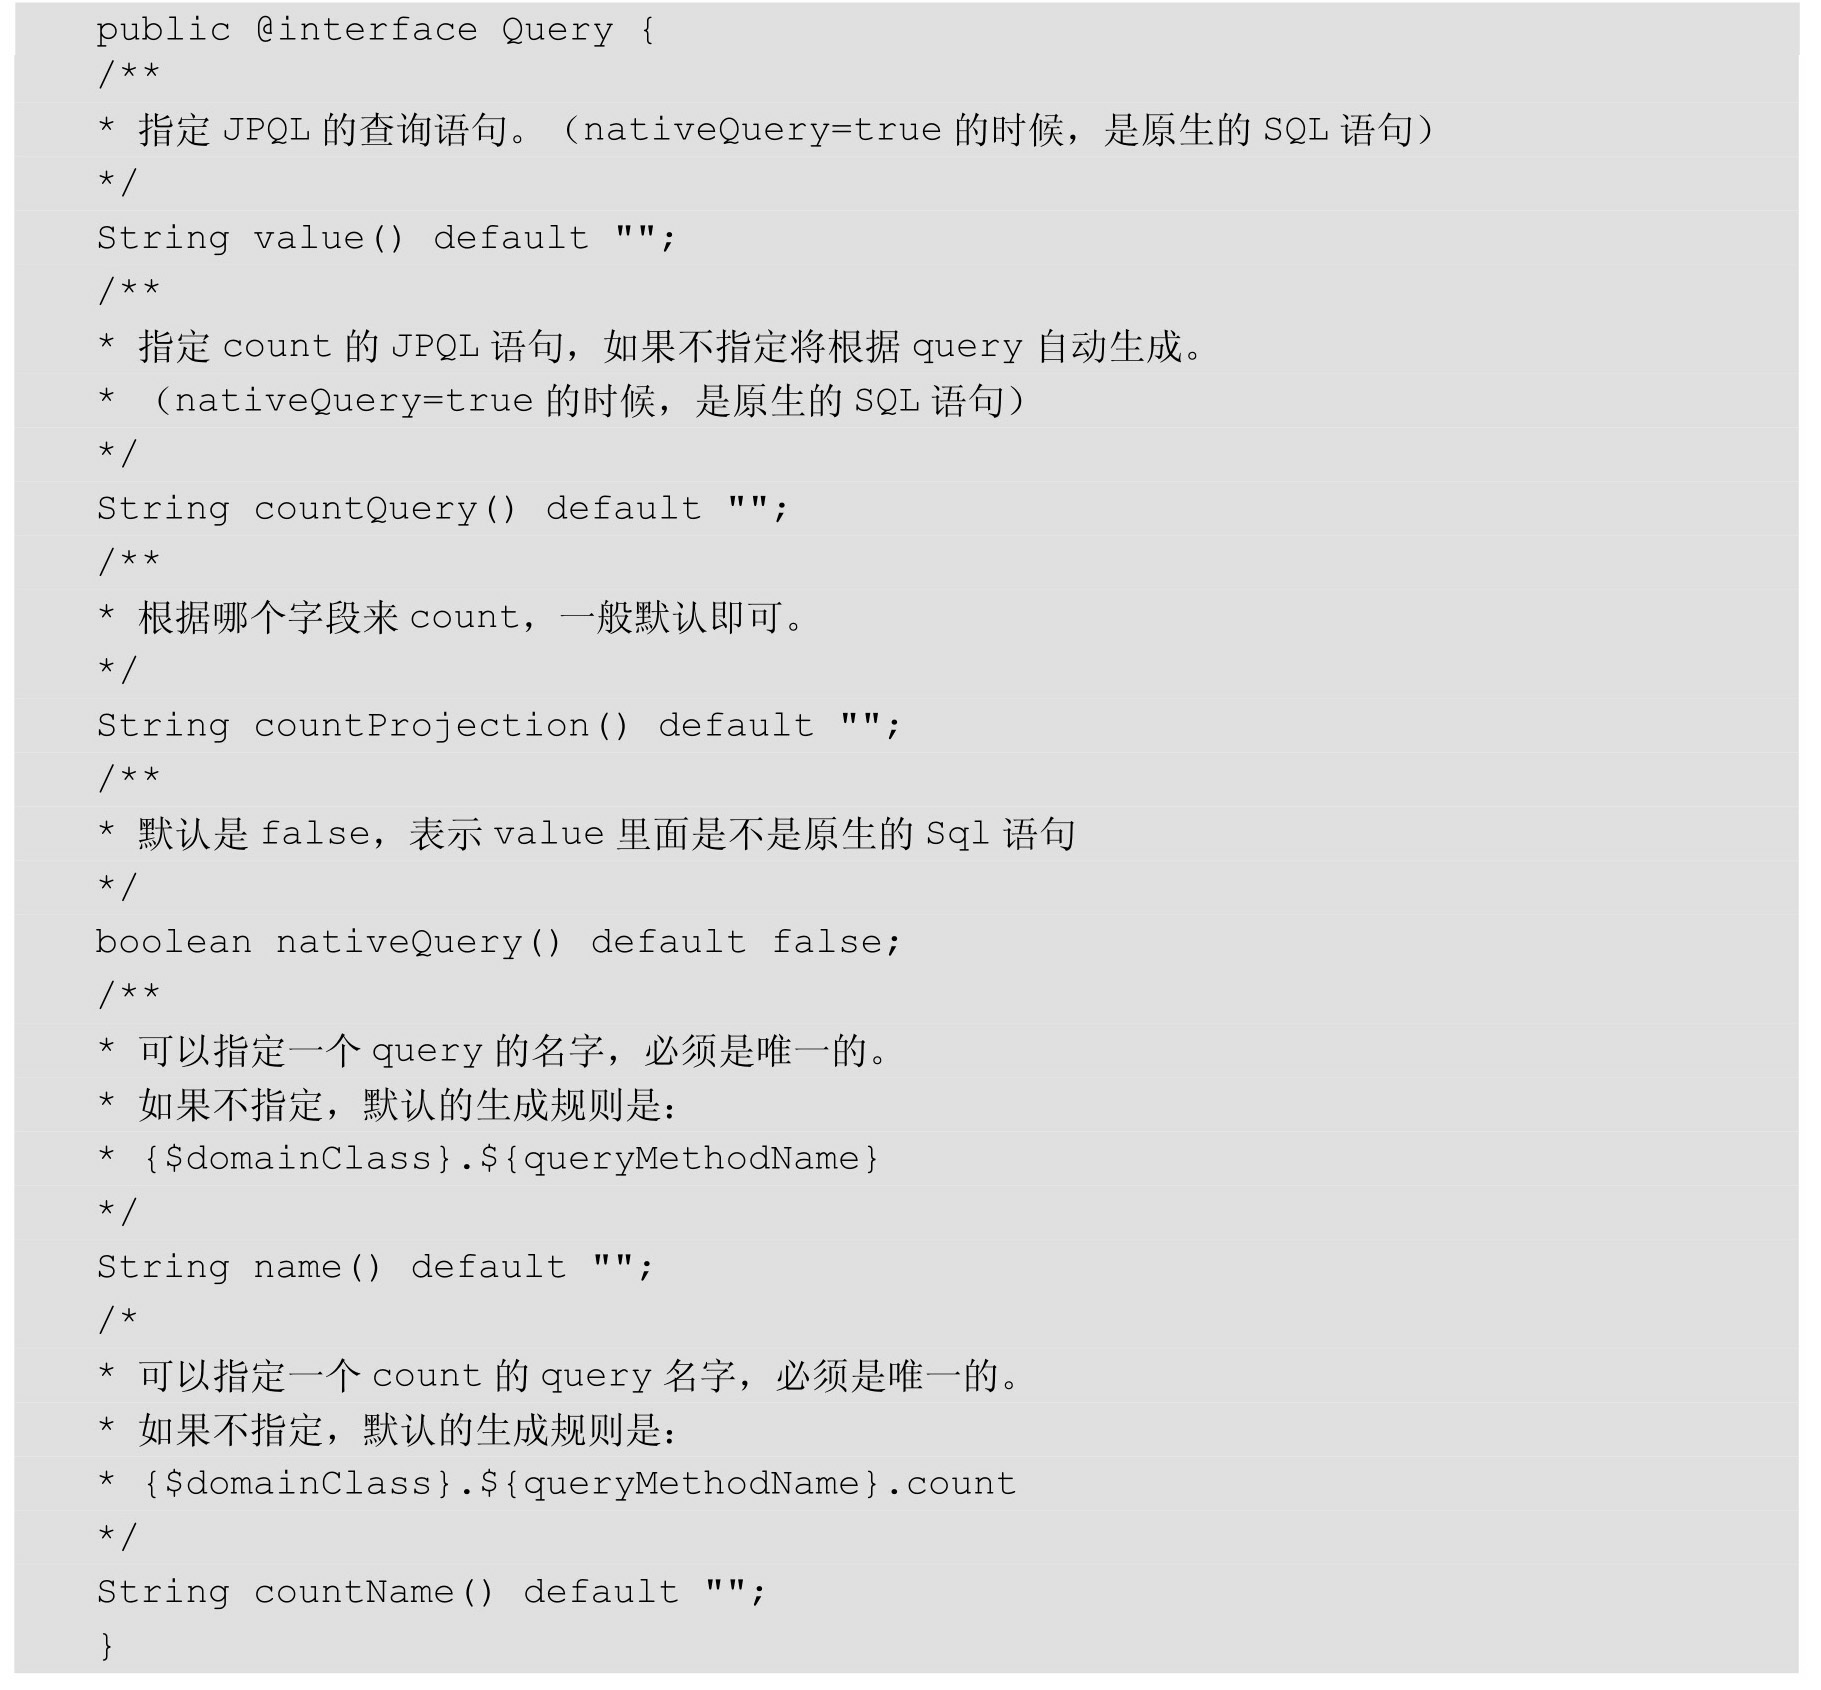 public @interface Query {
/**
* 指定 JPQL 的查询语句。（nativeQuery=true 的时候，是原生的 SQL 语句）
*/
String value() default "";
/**
* 指定 count 的 JPQL 语句，如果不指定将根据 query 自动生成。
* （nativeQuery=true 的时候，是原生的 SQL 语句）
*/
String countQuery() default "";
/**
* 根据哪个字段来 count，一般默认即可。
*/
String countProjection() default "";
/**
* 默认是 false，表示 value 里面是不是原生的 Sql 语句
*/
boolean nativeQuery() default false;
/**
* 可以指定一个 query 的名字，必须是唯一的。
* 如果不指定，默认的生成规则是：
* {$domainClass}.${queryMethodName}
*/
String name() default "";
/*
* 可以指定一个 count 的 query 名字，必须是唯一的。
* 如果不指定，默认的生成规则是：
* {$domainClass}.${queryMethodName}.count
*/
String countName() default "";
}